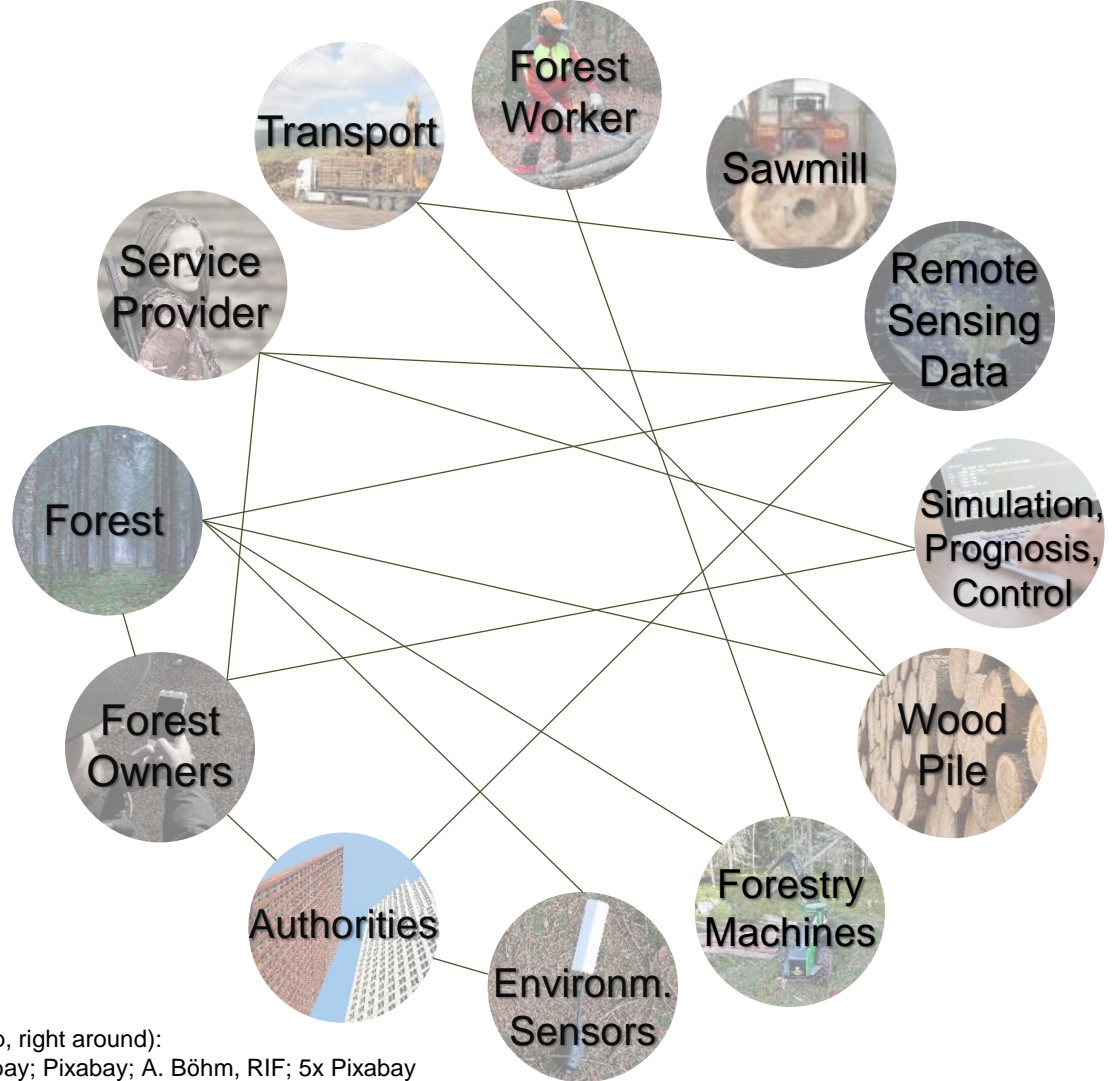 Forest
Worker
Transport
Sawmill
Service
Provider
Remote
Sensing
Data
Forest
Simulation,
Prognosis,
Control
Forest
Owners
Wood
Pile
Authorities
Forestry
Machines
Environm.
Sensors
right around):
Pixabay; A. Böhm, RIF; 5x Pixabay